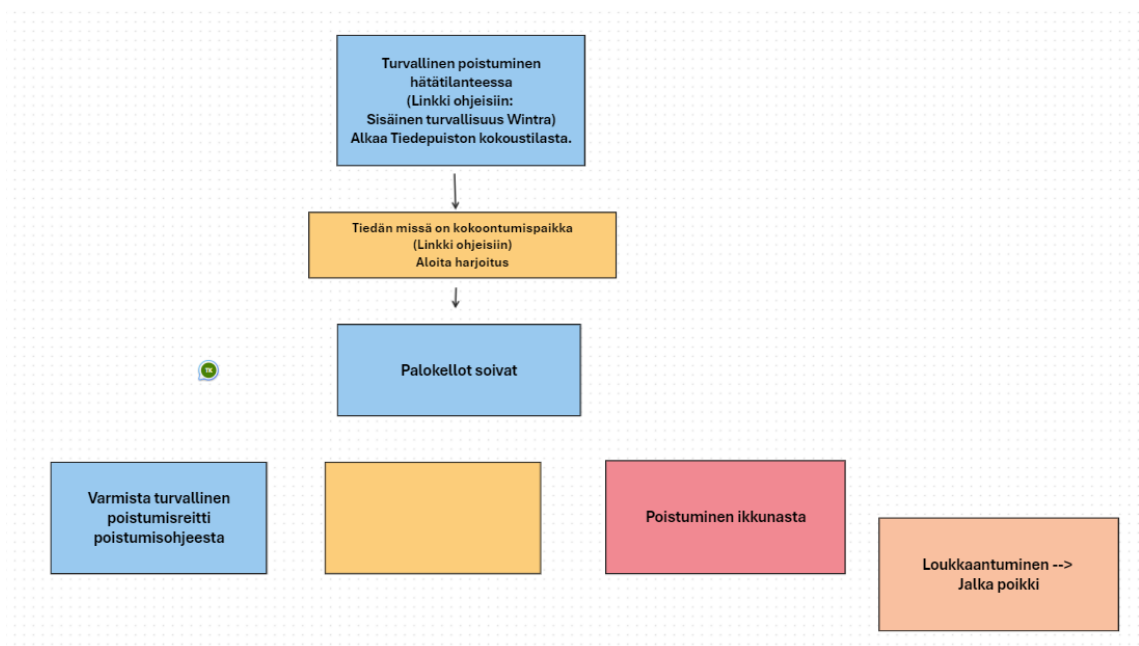 Turvallinen poistuminen
hätätilanteessa
(Linkki ohjeisiin:
Sisäinen turvallisuus Wintra)
Alkaa Tiedepuiston kokoustilasta.
Tiedän missä on kokoontumispaikka
(Linkki ohjeisiin)
Aloita harjoitus
Palokellot soivat
TK
Varmista turvallinen
poistumisreitti
poistumisohjeesta
Poistuminen ikkunasta
Loukkaantuminen -->
Jalka poikki